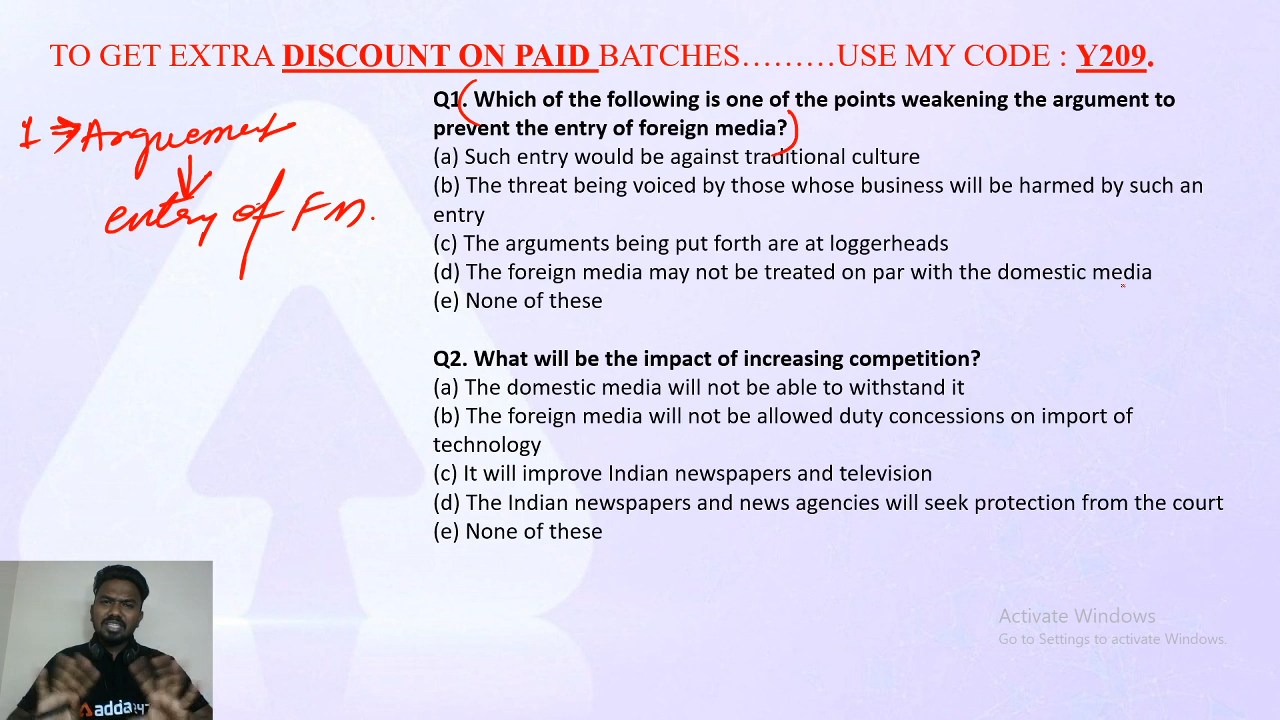 TO GET EXTRA DISCOUNT ON PAID BATCHES.........USE MY CODE : Y209.
Q1. Which of the following is one of the points weakening the argument to
prevent the entry of foreign media?
(a) Such entry would be against traditional culture
(b) The threat being voiced by those whose business will be harmed by such an
entry
(c) The arguments being put forth are at loggerheads
(d) The foreign media may not be treated on par with the domestic media
(e) None of these
Q2. What will be the impact of increasing competition?
(a) The domestic media will not be able to withstand it
(b) The foreign media will not be allowed duty concessions on import of
technology
(c) It will improve Indian newspapers and television
(d) The Indian newspapers and news agencies will seek protection from the court
(e) None of these
1 ⇒ Arguemet
↓
entry of FM.
Activate Windows
Go to Settings to activate Windows.
adda247